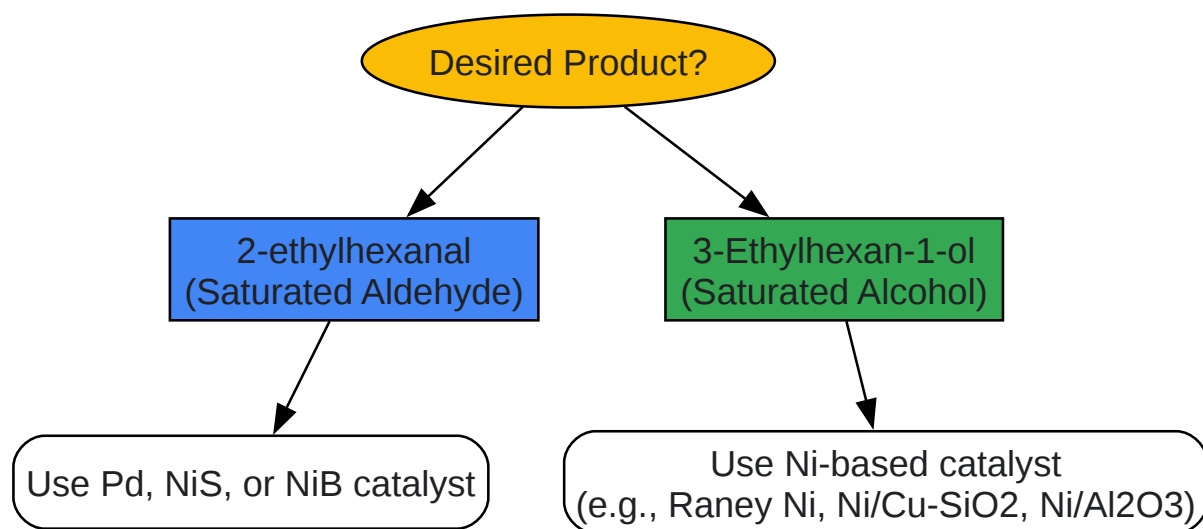 Desired Product?
2-ethylhexanal
(Saturated Aldehyde)
3-Ethylhexan-1-ol
(Saturated Alcohol)
Use Pd, NiS, or NiB catalyst
Use Ni-based catalyst
(e.g., Raney Ni, Ni/Cu-SiO2, Ni/Al2O3)